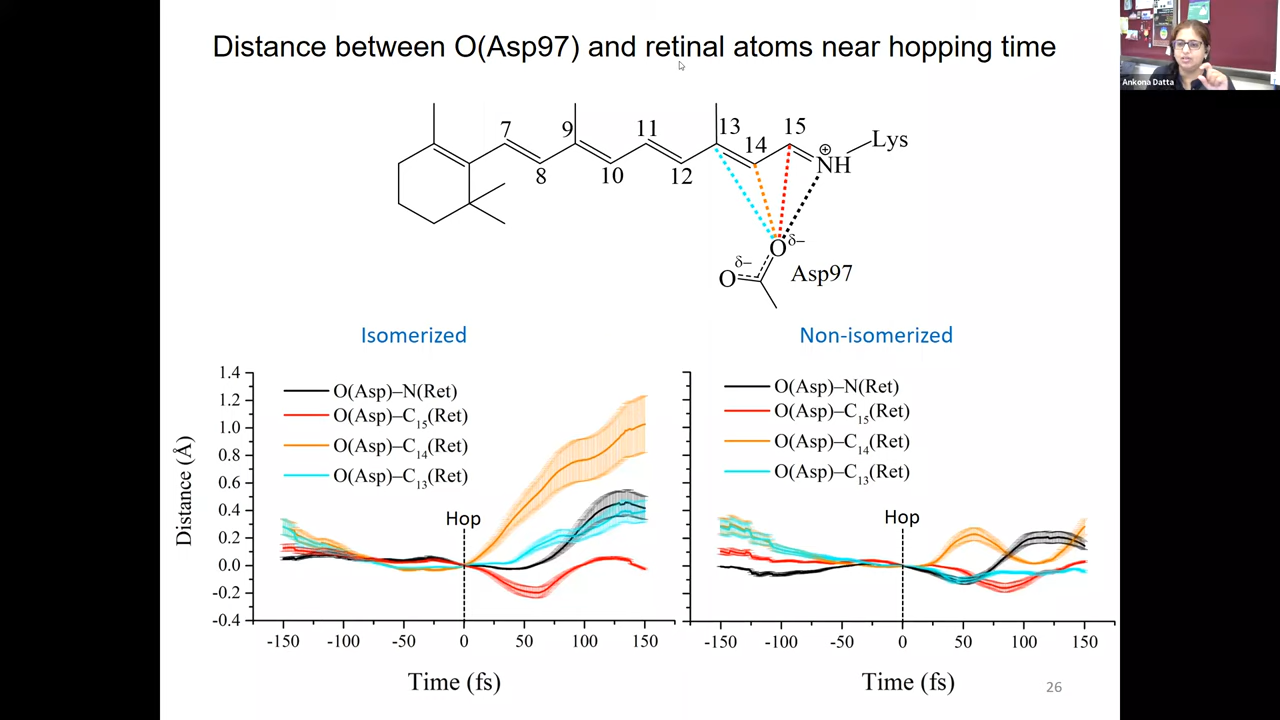 Distance between O(Asp97) and retinal atoms near hopping time
Ankona Datta
7
8
9
10
11
12
13
14
15
⊕
NH
Lys
O δ−
δ−
O
Asp97
Isomerized
Non-isomerized
Distance (Å)
1.4
1.2
1.0
0.8
0.6
0.4
0.2
0.0
-0.2
-0.4
O(Asp)–N(Ret)
O(Asp)–C15(Ret)
O(Asp)–C14(Ret)
O(Asp)–C13(Ret)
Hop
-150 -100 -50 0 50 100 150
Time (fs)
O(Asp)–N(Ret)
O(Asp)–C15(Ret)
O(Asp)–C14(Ret)
O(Asp)–C13(Ret)
Hop
-150 -100 -50 0 50 100 150
Time (fs)
26